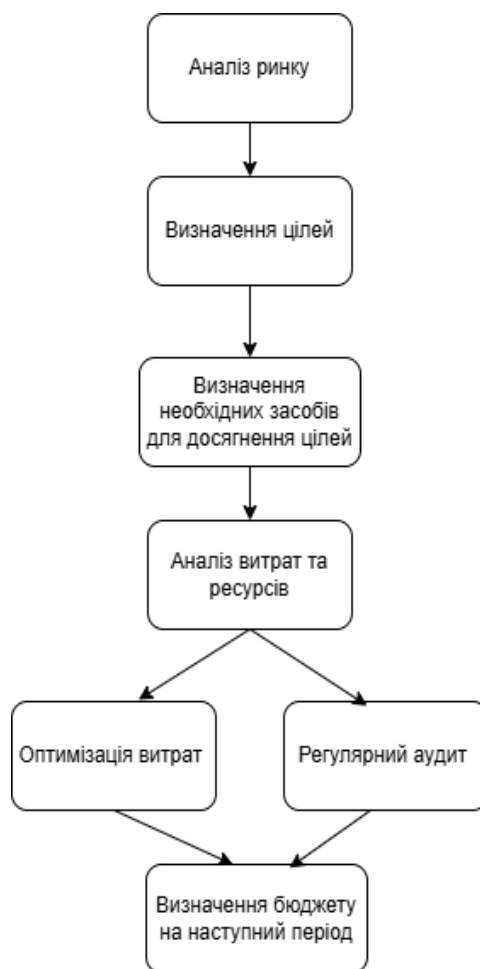 Аналіз ринку
Визначення цілей
Визначення
необхідних засобів
для досягнення цілей
Аналіз витрат та
ресурсів
Оптимізація витрат
Регулярний аудит
Визначення бюджету
на наступний період